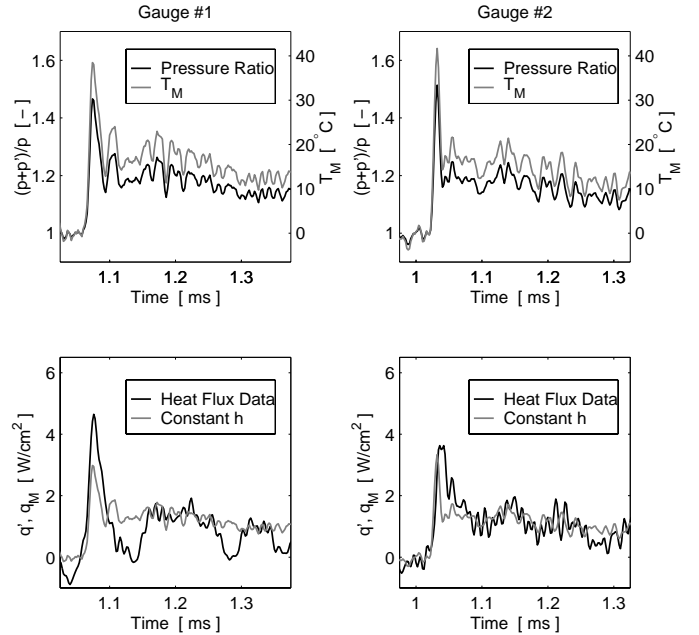 Gauge #1
Gauge #2
1.6
1.4
1.2
1
40
30
20
10
0
(p+p')/p [ – ]
T_M [ °C ]
Pressure Ratio
T_M
1.1 1.2 1.3
Time [ ms ]
1.6
1.4
1.2
1
40
30
20
10
0
(p+p')/p [ – ]
T_M [ °C ]
Pressure Ratio
T_M
1 1.1 1.2 1.3
Time [ ms ]
6
4
2
0
q', q_M [ W/cm² ]
Heat Flux Data
Constant h
1.1 1.2 1.3
Time [ ms ]
6
4
2
0
q', q_M [ W/cm² ]
Heat Flux Data
Constant h
1 1.1 1.2 1.3
Time [ ms ]